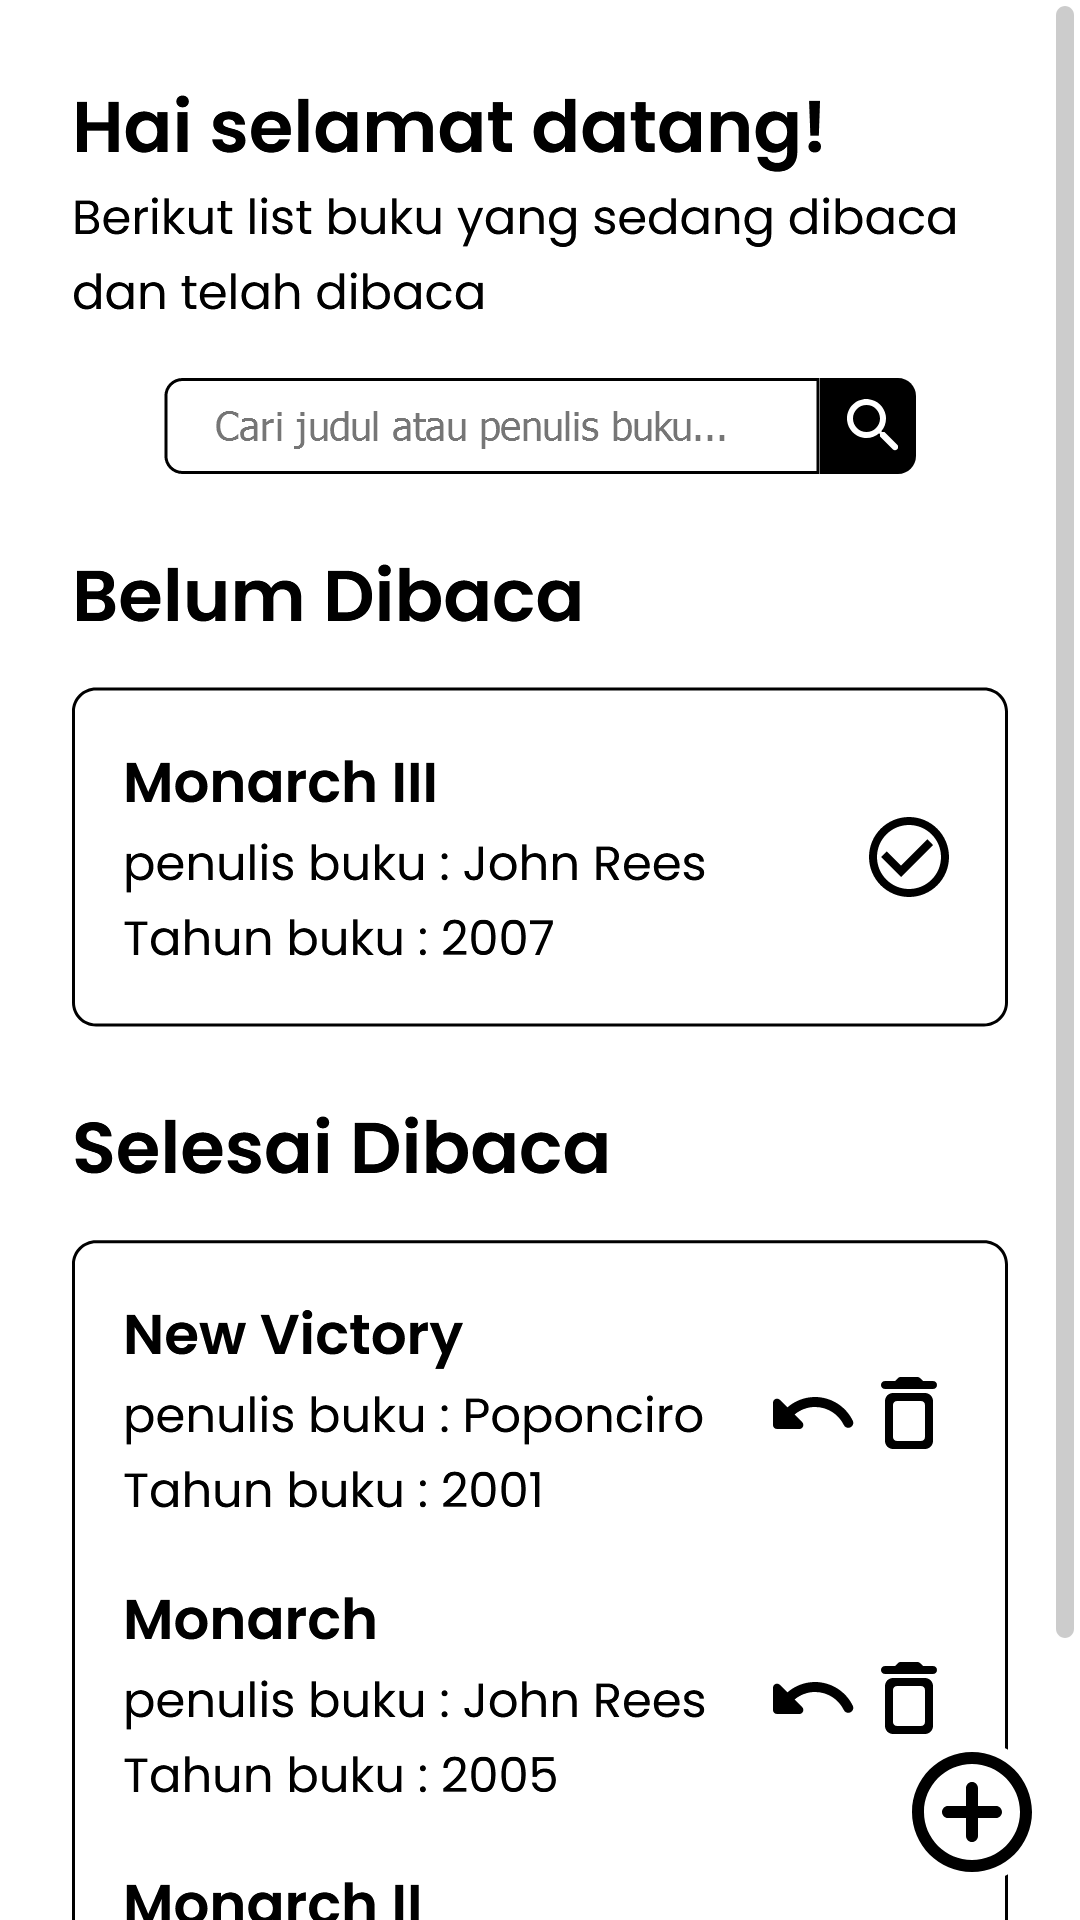 Hai selamat datang!
Berikut list buku yang sedang dibaca
dan telah dibaca
Cari judul atau penulis buku...
Belum Dibaca
Monarch III
penulis buku : John Rees
Tahun buku : 2007
Selesai Dibaca
New Victory
penulis buku : Poponciro
Tahun buku : 2001
Monarch
penulis buku : John Rees
Tahun buku : 2005
Monarch II